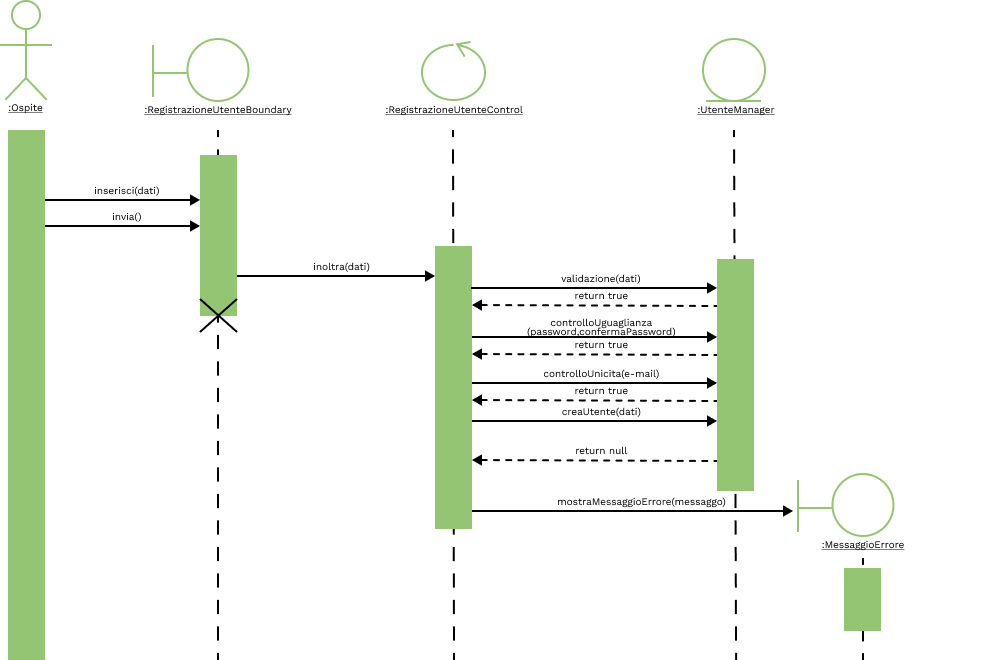 :Ospite
:RegistrazioneUtenteBoundary
:RegistrazioneUtenteControl
:UtenteManager
inserisci(dati)
invia()
inoltra(dati)
validazione(dati)
return true
controlloUguaglianza
(password,confermaPassword)
return true
controlloUnicita(e-mail)
return true
creaUtente(dati)
return null
mostraMessaggioErrore(messaggo)
:MessaggioErrore